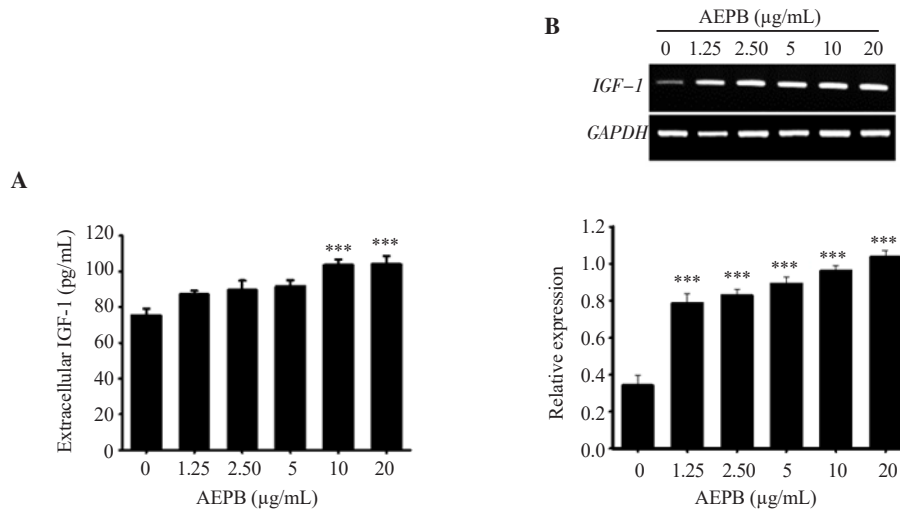 B
AEPB (µg/mL)
0 1.25 2.50 5 10 20
IGF-1
GAPDH
A
Extracellular IGF-1 (pg/mL)
120
100
80
60
40
20
0
*** ***
0 1.25 2.50 5 10 20
AEPB (µg/mL)
Relative expression
1.2
1.0
0.8
0.6
0.4
0.2
0.0
*** *** *** *** ***
0 1.25 2.50 5 10 20
AEPB (µg/mL)